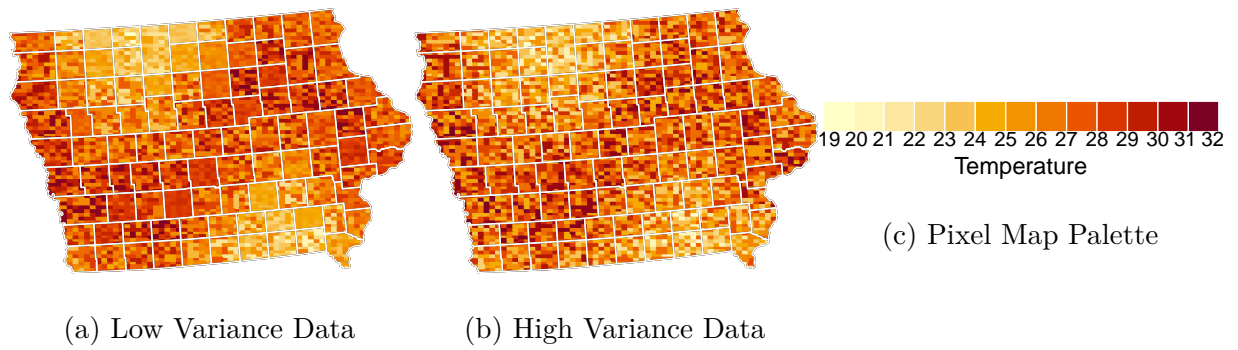 19 20 21 22 23 24 25 26 27 28 29 30 31 32
Temperature
(c) Pixel Map Palette
(a) Low Variance Data
(b) High Variance Data